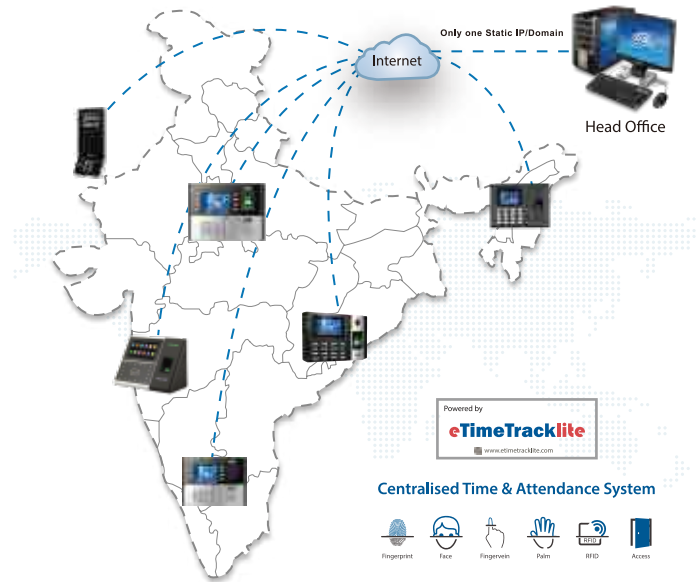 Only one Static IP/Domain
Internet
Head Office
Powered by
eTimeTracklite
www.etimetracklite.com
Centralised Time & Attendance System
Fingerprint Face Fingervein Palm RFID Access
RFID